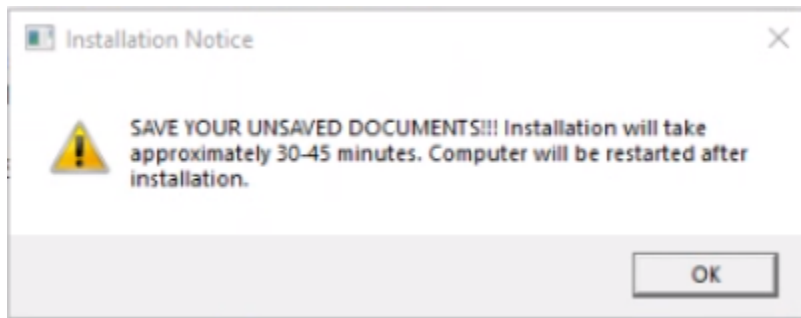 Installation Notice
SAVE YOUR UNSAVED DOCUMENTS!!! Installation will take
approximately 30-45 minutes. Computer will be restarted after
installation.
OK